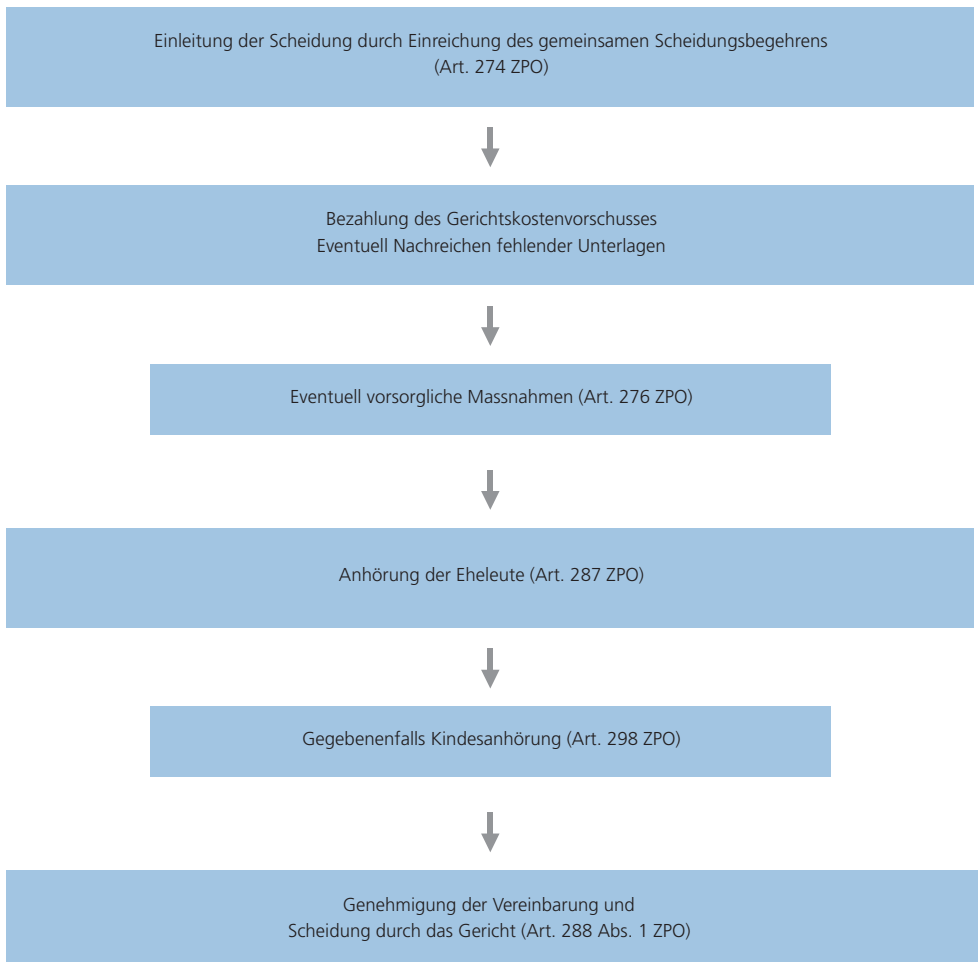 Einleitung der Scheidung durch Einreichung des gemeinsamen Scheidungsbegehrens
(Art. 274 ZPO)
Bezahlung des Gerichtskostenvorschusses
Eventuell Nachreichen fehlender Unterlagen
Eventuell vorsorgliche Massnahmen (Art. 276 ZPO)
Anhörung der Eheleute (Art. 287 ZPO)
Gegebenenfalls Kindesanhörung (Art. 298 ZPO)
Genehmigung der Vereinbarung und
Scheidung durch das Gericht (Art. 288 Abs. 1 ZPO)